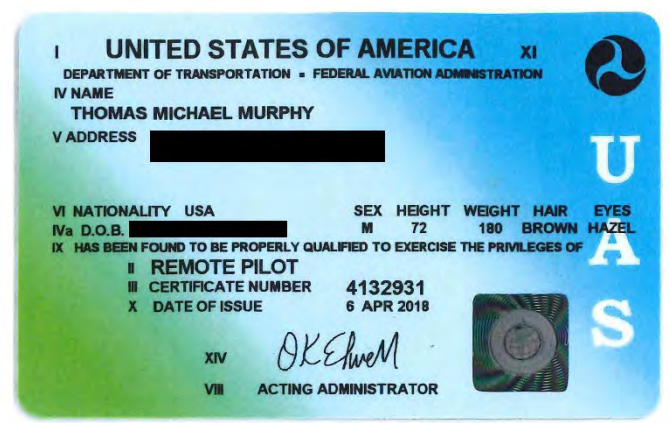 I UNITED STATES OF AMERICA XI
DEPARTMENT OF TRANSPORTATION - FEDERAL AVIATION ADMINISTRATION
IV NAME
THOMAS MICHAEL MURPHY
V ADDRESS
VI NATIONALITY USA SEX HEIGHT WEIGHT HAIR EYES
IVa D.O.B. M 72 180 BROWN HAZEL
IX HAS BEEN FOUND TO BE PROPERLY QUALIFIED TO EXERCISE THE PRIVILEGES OF
II REMOTE PILOT
III CERTIFICATE NUMBER 4132931
X DATE OF ISSUE 6 APR 2018
XIV
VIII ACTING ADMINISTRATOR
UAS